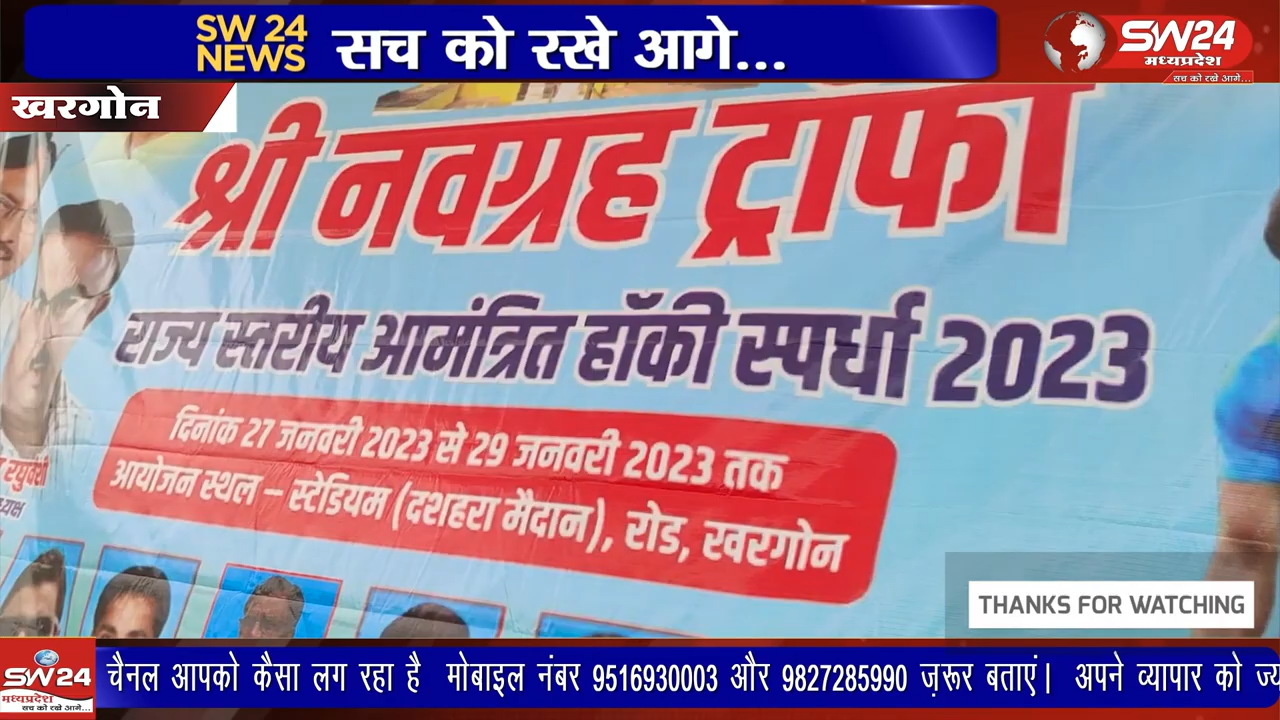 SW 24
NEWS
सच को रखे आगे...
SW24
मध्यप्रदेश
सच को रखे आगे...
खरगोन
श्री नवग्रह ट्रॉफी
राज्य स्तरीय आमंत्रित हॉकी स्पर्धा 2023
दिनांक 27 जनवरी 2023 से 29 जनवरी 2023 तक
आयोजन स्थल – स्टेडियम (दशहरा मैदान), रोड, खरगोन
THANKS FOR WATCHING
SW24
मध्यप्रदेश
सच को रखे आगे...
चैनल आपको कैसा लग रहा है मोबाइल नंबर 9516930003 और 9827285990 ज़रूर बताएं। अपने व्यापार को